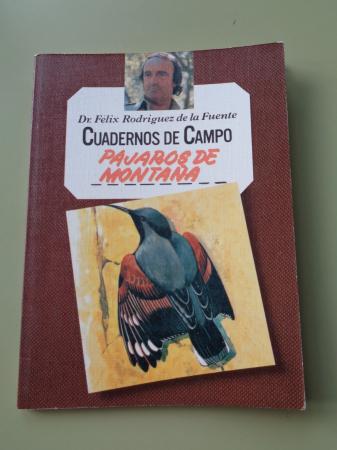 Dr. Félix Rodríguez de la Fuente
CUADERNOS DE CAMPO
PAJAROS DE
MONTAÑA